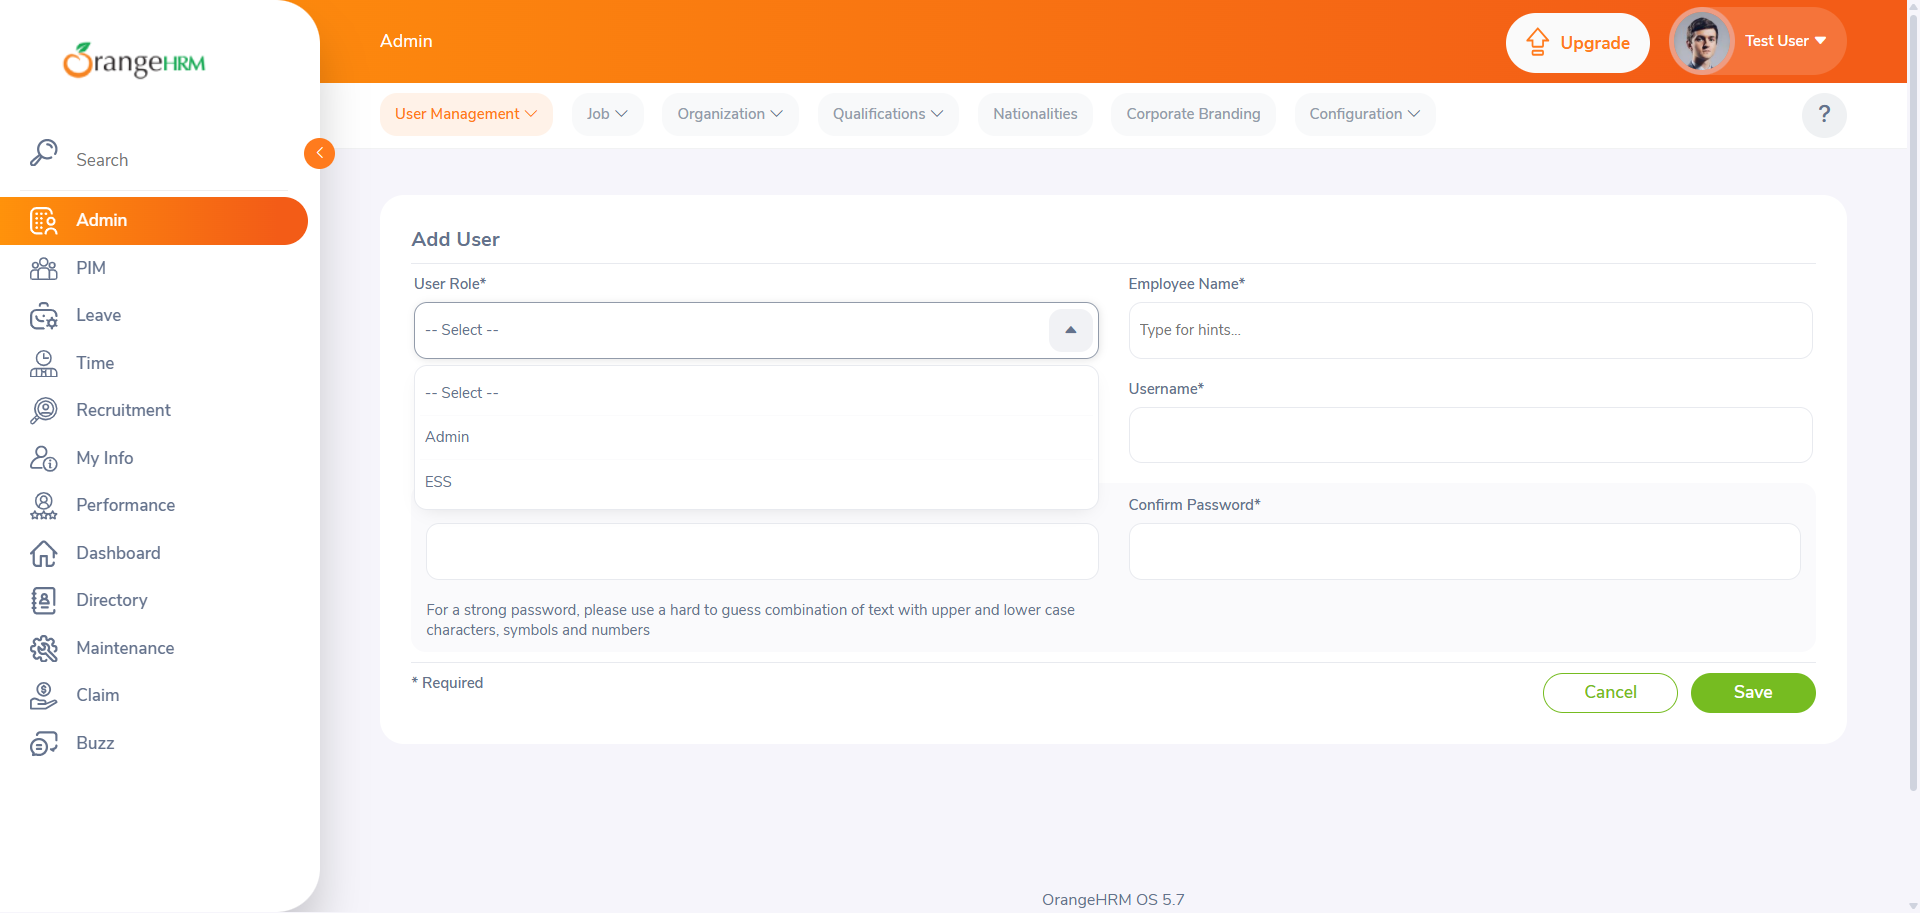 OrangeHRM
Admin
Upgrade
Test User
User Management
Job
Organization
Qualifications
Nationalities
Corporate Branding
Configuration
?
Search
Admin
PIM
Leave
Time
Recruitment
My Info
Performance
Dashboard
Directory
Maintenance
Claim
Buzz
Add User
User Role*
-- Select --
-- Select --
Admin
ESS
Employee Name*
Type for hints...
Username*
Confirm Password*
For a strong password, please use a hard to guess combination of text with upper and lower case
characters, symbols and numbers
* Required
Cancel
Save
OrangeHRM OS 5.7